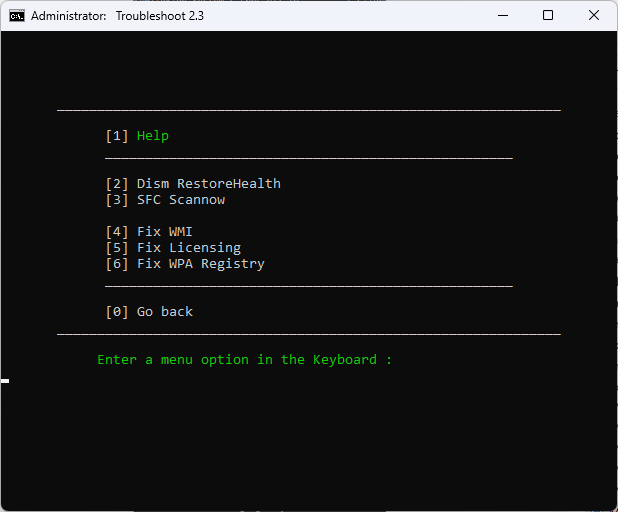 Administrator: Troubleshoot 2.3
[1] Help
[2] Dism RestoreHealth
[3] SFC Scannow
[4] Fix WMI
[5] Fix Licensing
[6] Fix WPA Registry
[0] Go back
Enter a menu option in the Keyboard :